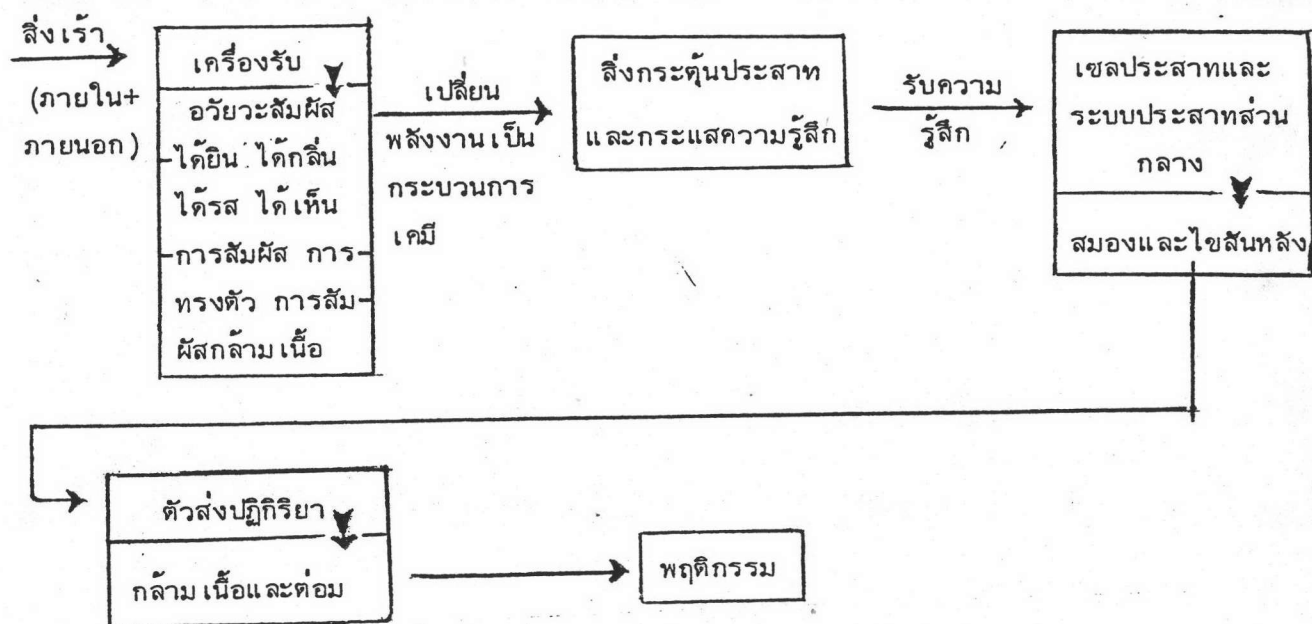 สิ่งเร้า
(ภายใน+
ภายนอก)
เครื่องรับ
อวัยวะสัมผัส
ได้ยิน ได้กลิ่น
ได้รส ได้เห็น
การสัมผัส การ
ทรงตัว การสัม
ผัสกล้ามเนื้อ
เปลี่ยน
พลังงานเป็น
กระบวนการ
เคมี
สิ่งกระตุ้นประสาท
และกระแสความรู้สึก
รับความ
รู้สึก
เซลประสาทและ
ระบบประสาทส่วน
กลาง
สมองและไขสันหลัง
ตัวส่งปฏิกิริยา
กล้ามเนื้อและต่อม
พฤติกรรม